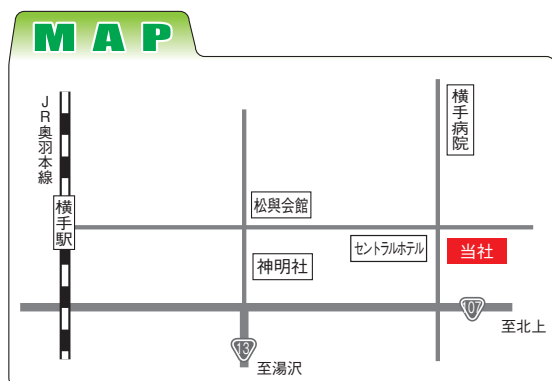 MAP
JR奥羽本線
横手病院
横手駅
松與会館
セントラルホテル
当社
神明社
107
至北上
13
至湯沢